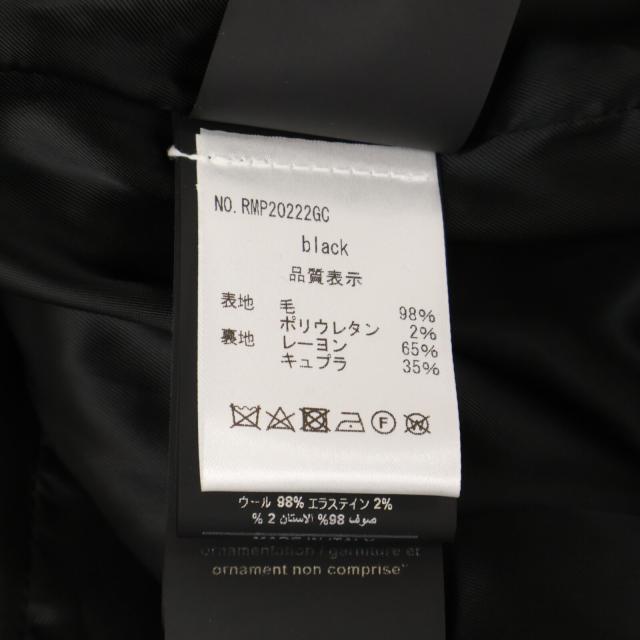 NO. RMP20222GC
black
品質表示
表地 毛 98%
ポリウレタン 2%
裏地 レーヨン 65%
キュプラ 35%
F
W
ウール 98% エラステイン 2%
صوف 98% الاستان 2 %
ornamentation / garniture et
ornament non comprise"